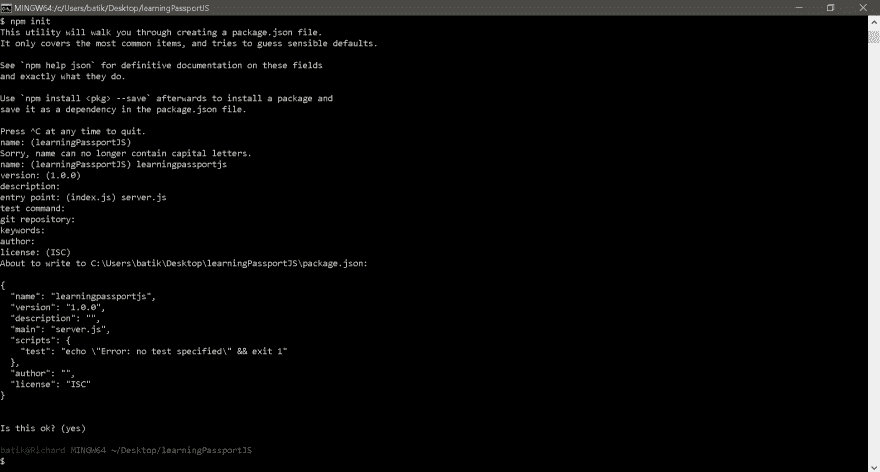 MINGW64:/c/Users/batik/Desktop/learningPassportJS
$ npm init
This utility will walk you through creating a package.json file.
It only covers the most common items, and tries to guess sensible defaults.
See `npm help json` for definitive documentation on these fields
and exactly what they do.
Use `npm install <pkg> --save` afterwards to install a package and
save it as a dependency in the package.json file.
Press ^C at any time to quit.
name: (learningPassportJS)
Sorry, name can no longer contain capital letters.
name: (learningPassportJS) learningpassportjs
version: (1.0.0)
description:
entry point: (index.js) server.js
test command:
git repository:
keywords:
author:
license: (ISC)
About to write to C:\Users\batik\Desktop\learningPassportJS\package.json:
{
  "name": "learningpassportjs",
  "version": "1.0.0",
  "description": "",
  "main": "server.js",
  "scripts": {
    "test": "echo \"Error: no test specified\" && exit 1"
  },
  "author": "",
  "license": "ISC"
}
Is this ok? (yes)
batik@Richard MINGW64 ~/Desktop/learningPassportJS
$